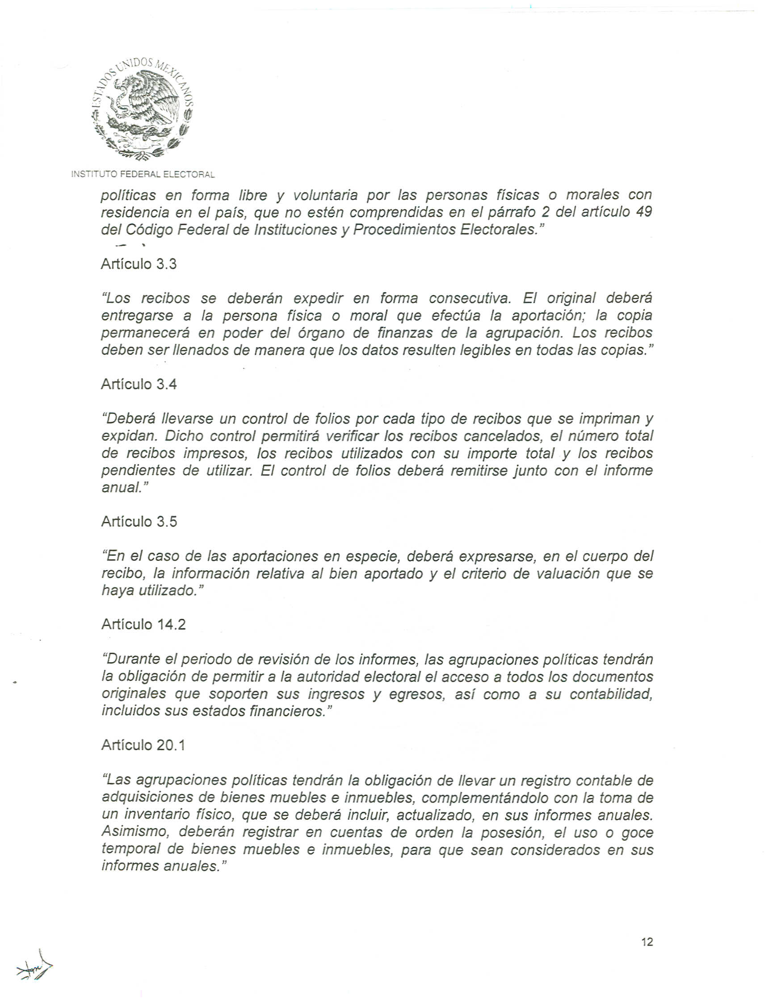 ESTADOS UNIDOS MEXICANOS
INSTITUTO FEDERAL ELECTORAL
políticas en forma libre y voluntaria por las personas físicas o morales con
residencia en el país, que no estén comprendidas en el párrafo 2 del artículo 49
del Código Federal de Instituciones y Procedimientos Electorales.”
Artículo 3.3
“Los recibos se deberán expedir en forma consecutiva. El original deberá
entregarse a la persona física o moral que efectúa la aportación; la copia
permanecerá en poder del órgano de finanzas de la agrupación. Los recibos
deben ser llenados de manera que los datos resulten legibles en todas las copias.”
Artículo 3.4
“Deberá llevarse un control de folios por cada tipo de recibos que se impriman y
expidan. Dicho control permitirá verificar los recibos cancelados, el número total
de recibos impresos, los recibos utilizados con su importe total y los recibos
pendientes de utilizar. El control de folios deberá remitirse junto con el informe
anual.”
Artículo 3.5
“En el caso de las aportaciones en especie, deberá expresarse, en el cuerpo del
recibo, la información relativa al bien aportado y el criterio de valuación que se
haya utilizado.”
Artículo 14.2
“Durante el periodo de revisión de los informes, las agrupaciones políticas tendrán
la obligación de permitir a la autoridad electoral el acceso a todos los documentos
originales que soporten sus ingresos y egresos, así como a su contabilidad,
incluidos sus estados financieros.”
Artículo 20.1
“Las agrupaciones políticas tendrán la obligación de llevar un registro contable de
adquisiciones de bienes muebles e inmuebles, complementándolo con la toma de
un inventario físico, que se deberá incluir, actualizado, en sus informes anuales.
Asimismo, deberán registrar en cuentas de orden la posesión, el uso o goce
temporal de bienes muebles e inmuebles, para que sean considerados en sus
informes anuales.”
12